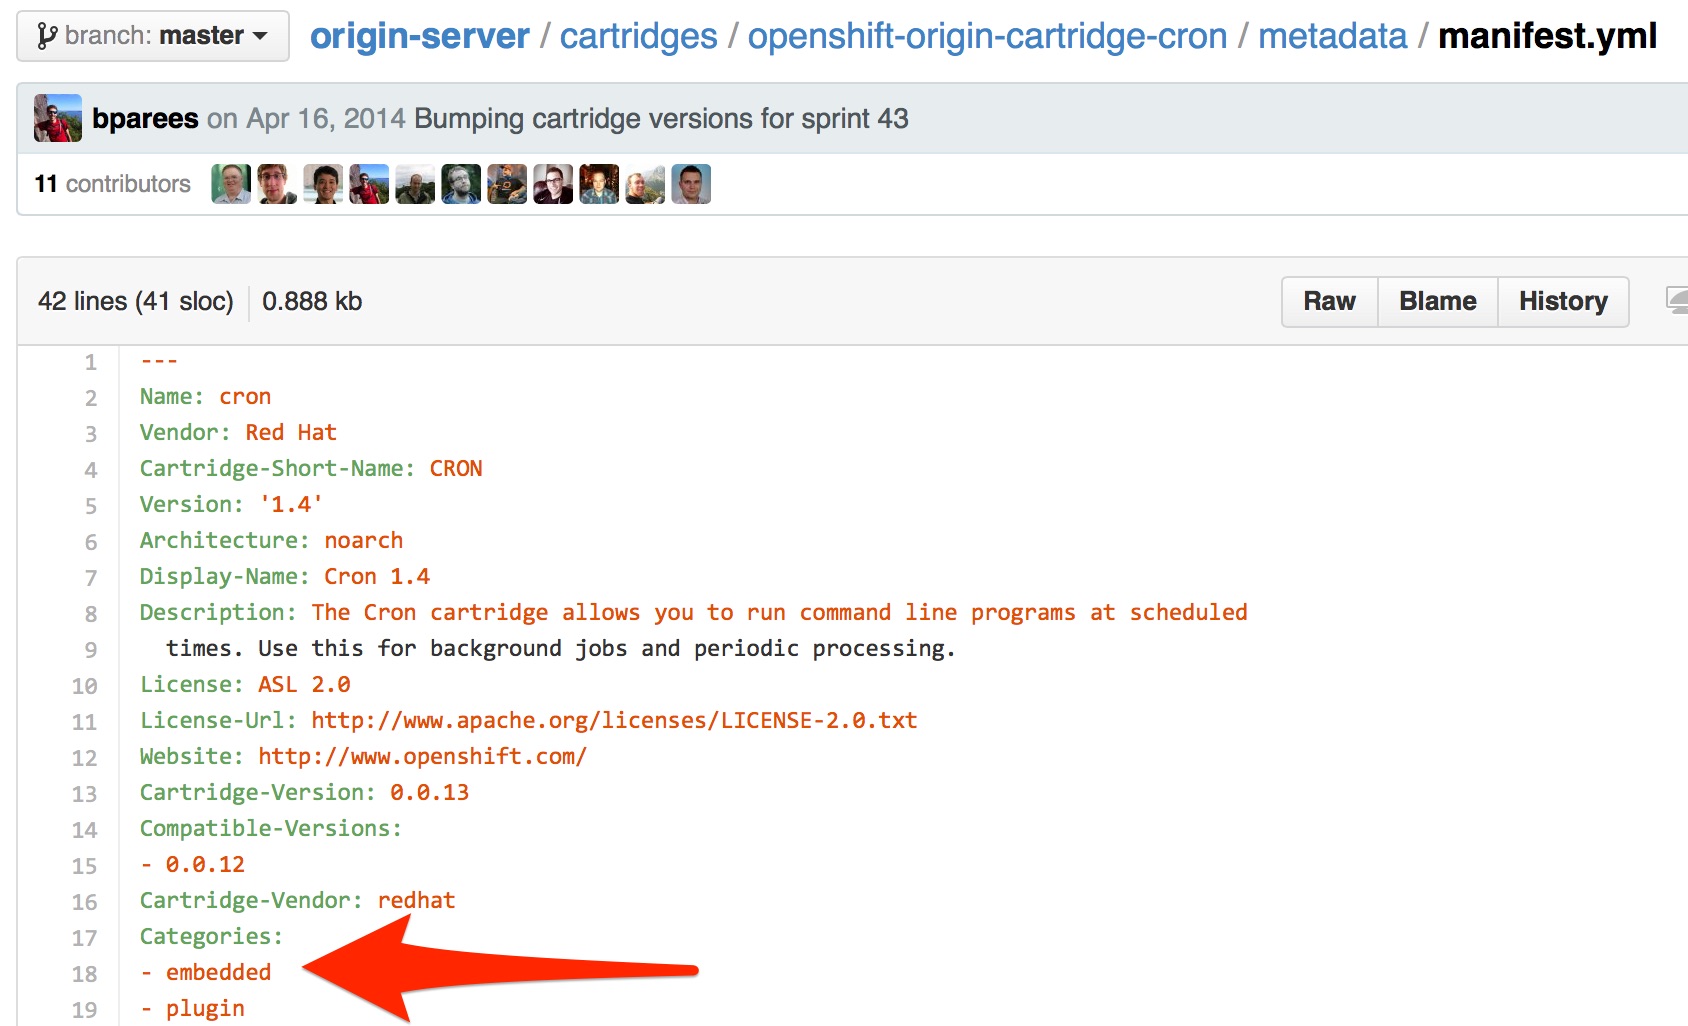 branch: master origin-server / cartridges / openshift-origin-cartridge-cron / metadata / manifest.yml
bparees on Apr 16, 2014 Bumping cartridge versions for sprint 43
11 contributors
42 lines (41 sloc) 0.888 kb Raw Blame History
1 ---
2 Name: cron
3 Vendor: Red Hat
4 Cartridge-Short-Name: CRON
5 Version: '1.4'
6 Architecture: noarch
7 Display-Name: Cron 1.4
8 Description: The Cron cartridge allows you to run command line programs at scheduled
9 times. Use this for background jobs and periodic processing.
10 License: ASL 2.0
11 License-Url: http://www.apache.org/licenses/LICENSE-2.0.txt
12 Website: http://www.openshift.com/
13 Cartridge-Version: 0.0.13
14 Compatible-Versions:
15 - 0.0.12
16 Cartridge-Vendor: redhat
17 Categories:
18 - embedded
19 - plugin